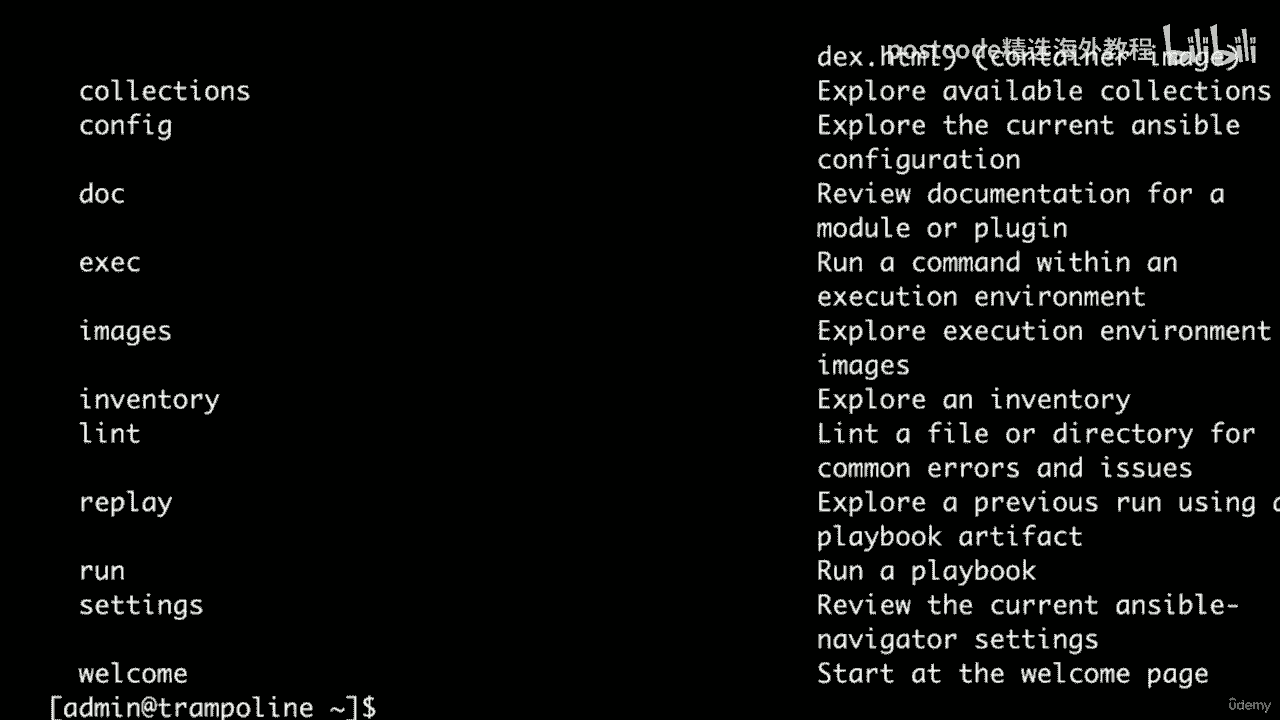 postcode精选海外教程 bilibili
dex.html) (container image)
collections Explore available collections
config Explore the current ansible
configuration
doc Review documentation for a
module or plugin
exec Run a command within an
execution environment
images Explore execution environment
images
inventory Explore an inventory
lint Lint a file or directory for
common errors and issues
replay Explore a previous run using a
playbook artifact
run Run a playbook
settings Review the current ansible-
navigator settings
welcome Start at the welcome page
[admin@trampoline ~]$
ûdemy